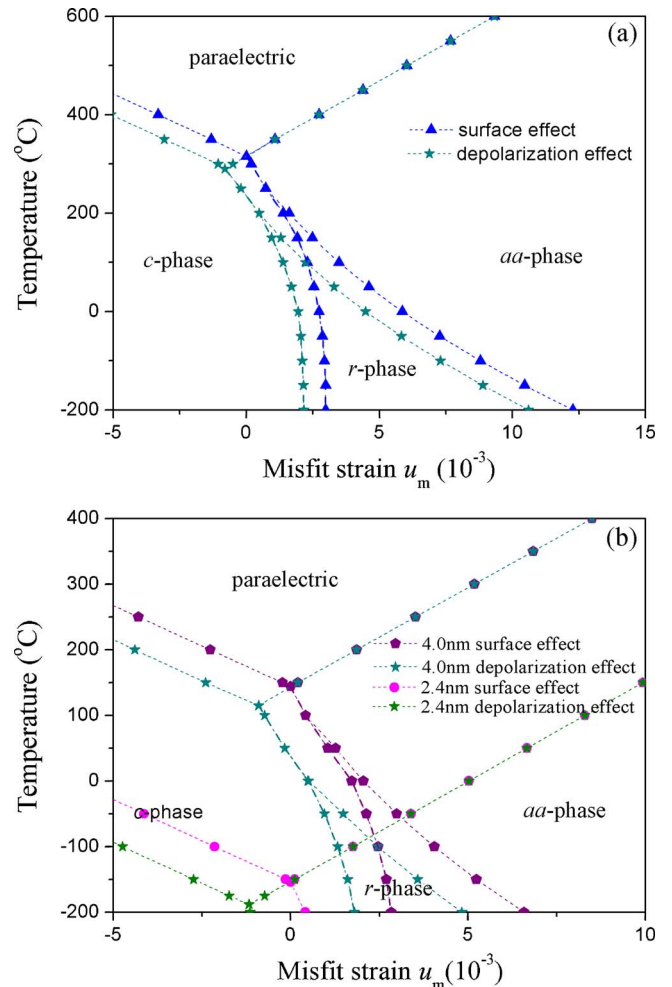 (a)
600
400
200
0
-200
Temperature (°C)
paraelectric
surface effect
depolarization effect
c-phase
aa-phase
r-phase
-5 0 5 10 15
Misfit strain um (10-3)
(b)
400
300
200
100
0
-100
-200
Temperature (°C)
paraelectric
4.0nm surface effect
4.0nm depolarization effect
2.4nm surface effect
2.4nm depolarization effect
c-phase
aa-phase
r-phase
-5 0 5 10
Misfit strain um (10-3)